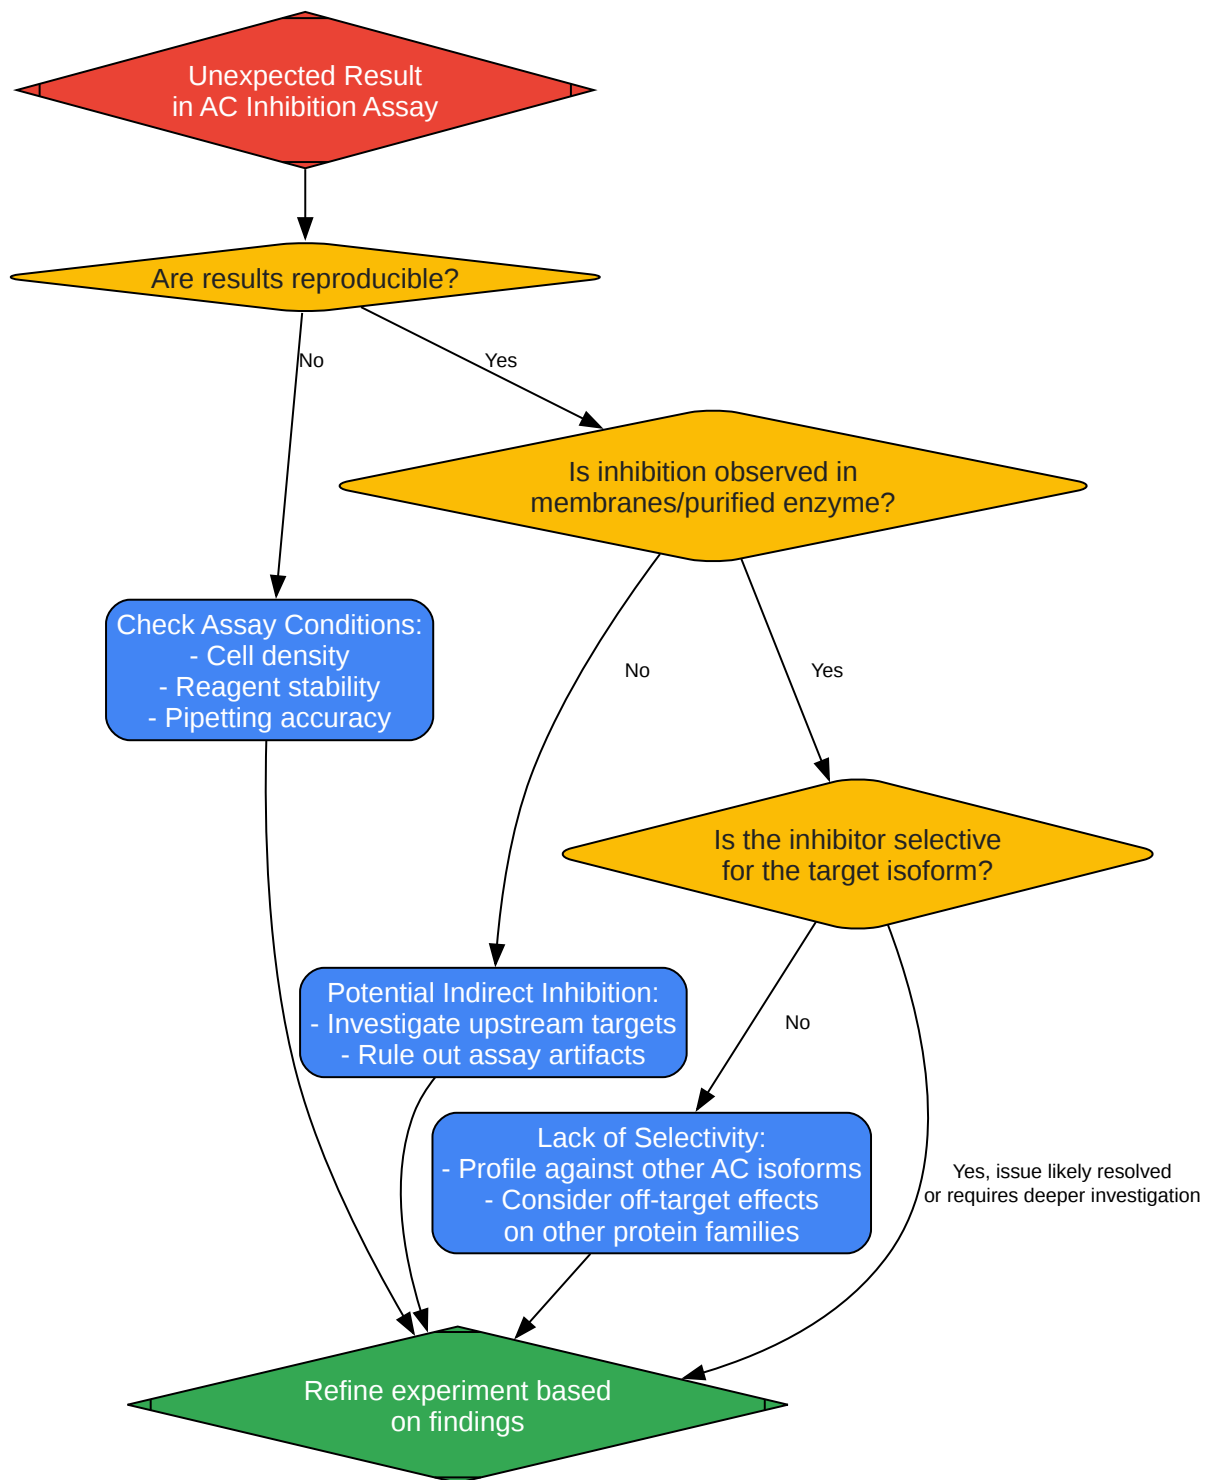 Unexpected Result
in AC Inhibition Assay
Are results reproducible?
No
Yes
Is inhibition observed in
membranes/purified enzyme?
Check Assay Conditions:
- Cell density
- Reagent stability
- Pipetting accuracy
No
Yes
Is the inhibitor selective
for the target isoform?
Potential Indirect Inhibition:
- Investigate upstream targets
- Rule out assay artifacts
No
Lack of Selectivity:
- Profile against other AC isoforms
- Consider off-target effects
on other protein families
Yes, issue likely resolved
or requires deeper investigation
Refine experiment based
on findings